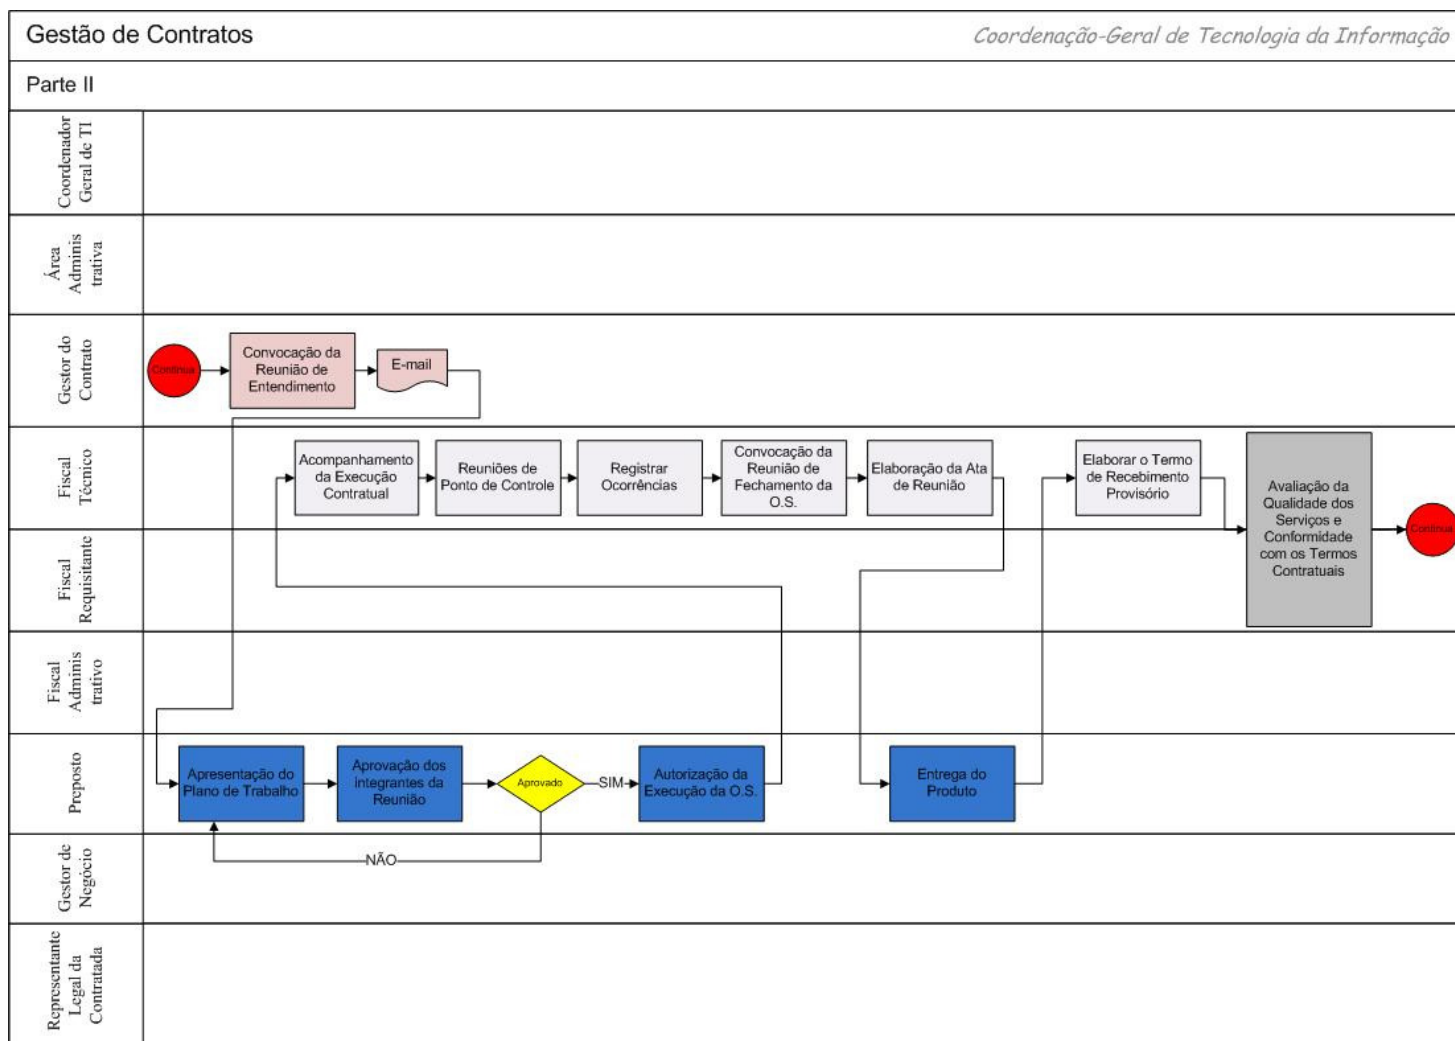 Gestão de Contratos
Coordenação-Geral de Tecnologia da Informação
Parte II
Coordenador
Geral de TI
Área
Adminis
trativa
Gestor do
Contrato
Continua
Convocação da
Reunião de
Entendimento
E-mail
Fiscal
Técnico
Acompanhamento
da Execução
Contratual
Reuniões de
Ponto de Controle
Registrar
Ocorrências
Convocação da
Reunião de
Fechamento da
O.S.
Elaboração da Ata
de Reunião
Elaborar o Termo
de Recebimento
Provisório
Avaliação da
Qualidade dos
Serviços e
Conformidade
com os Termos
Contratuais
Continua
Fiscal
Requisitante
Fiscal
Adminis
trativo
Preposto
Apresentação do
Plano de Trabalho
Aprovação dos
integrantes da
Reunião
Aprovado
SIM
Autorização da
Execução da O.S.
Entrega do
Produto
Gestor de
Negócio
NÃO
Representante
Legal da
Contratada